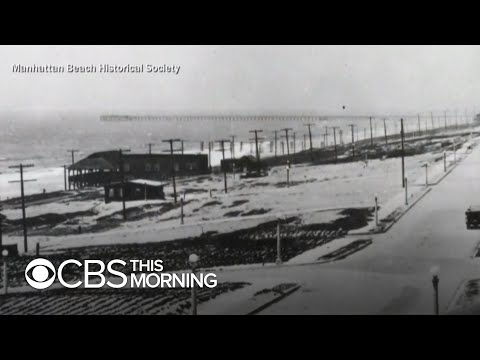 Manhattan Beach Historical Society
CBS THIS MORNING